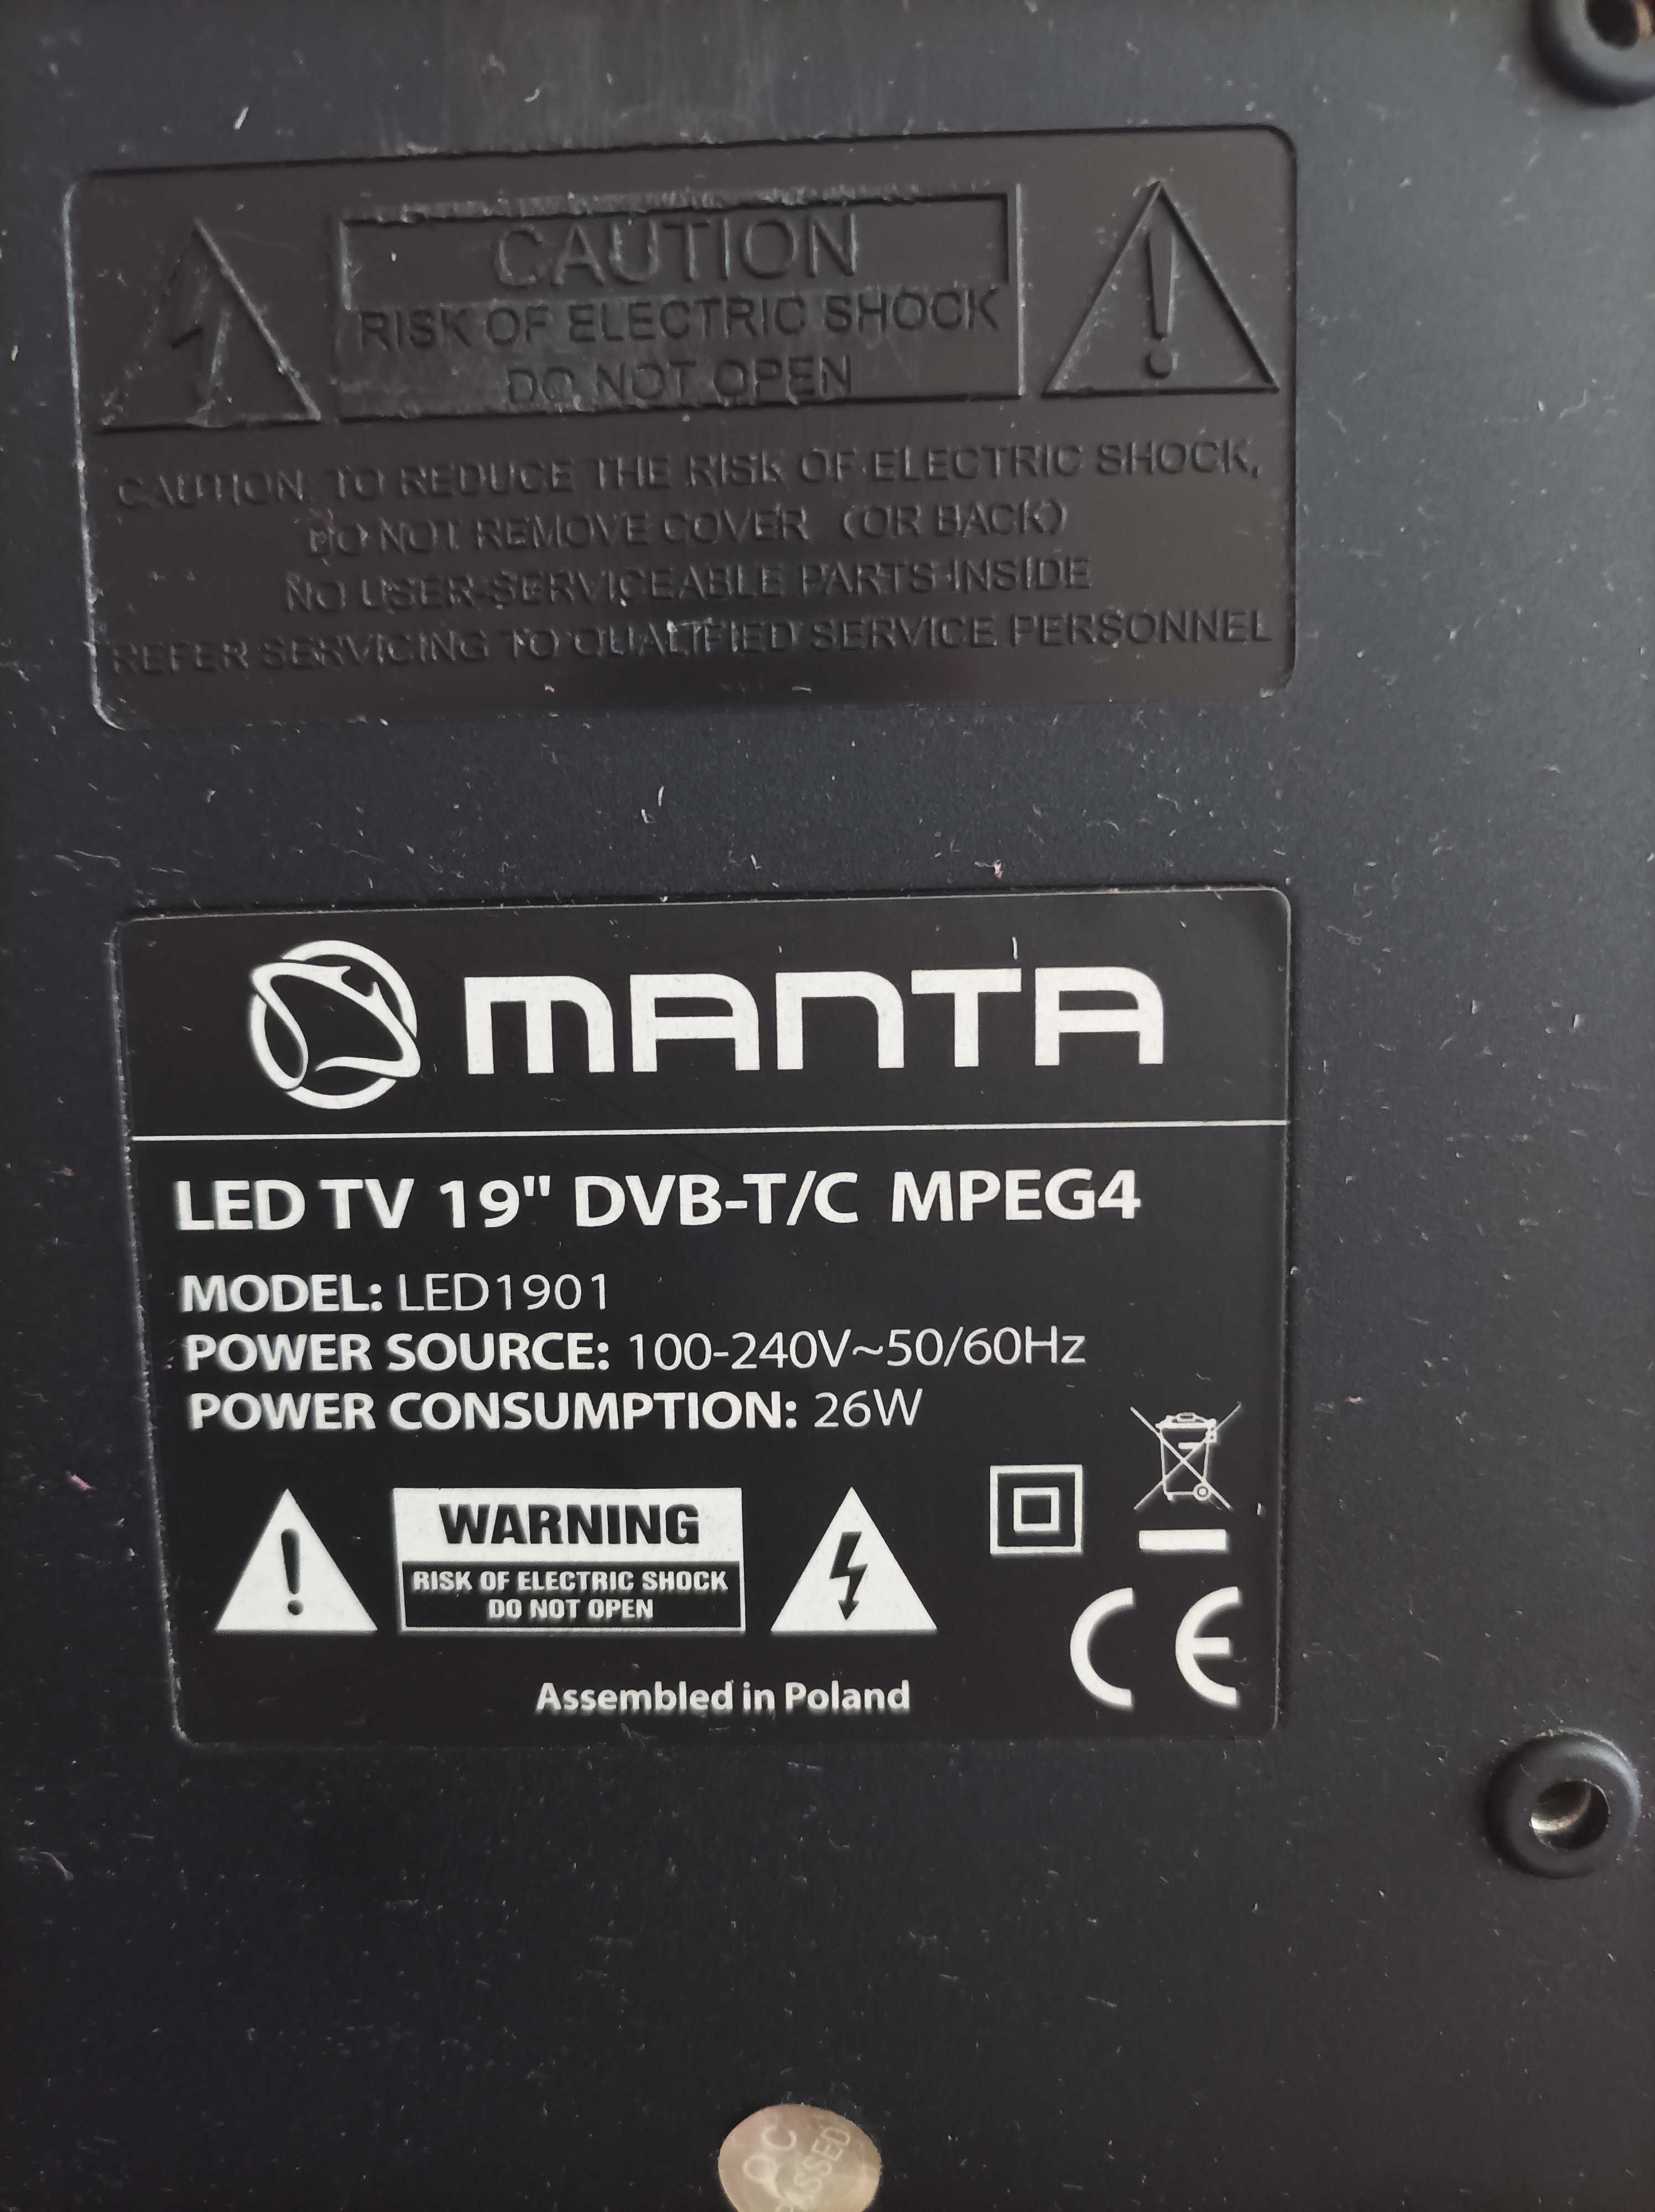 CAUTION
RISK OF ELECTRIC SHOCK
DO NOT OPEN
CAUTION: TO REDUCE THE RISK OF ELECTRIC SHOCK,
DO NOT REMOVE COVER (OR BACK)
NO USER-SERVICEABLE PARTS INSIDE
REFER SERVICING TO QUALIFIED SERVICE PERSONNEL
MANTA
LED TV 19" DVB-T/C MPEG4
MODEL: LED1901
POWER SOURCE: 100-240V~50/60Hz
POWER CONSUMPTION: 26W
WARNING
RISK OF ELECTRIC SHOCK
DO NOT OPEN
CE
Assembled in Poland
QC
PASSED